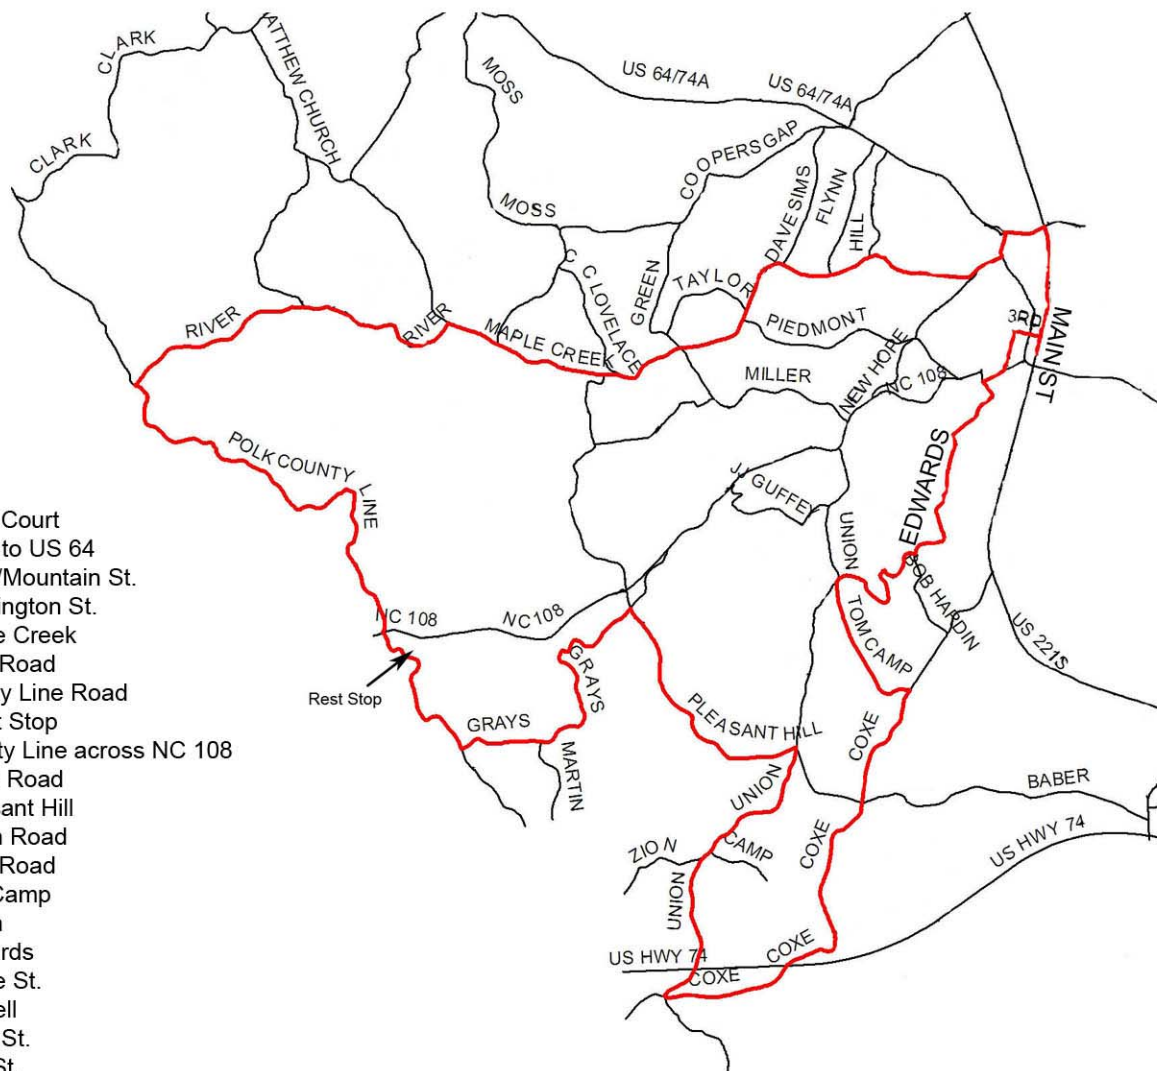 CLARK
CLARK
ATTHEW CHURCH
MOSS
MOSS
US 64/74A
US 64/74A
COOPERS GAP
DAVE SIMS
FLYNN
HILL
GREEN
C LOVELACE
TAYLOR
PIEDMONT
3RD
MAIN ST
RIVER
RIVER
MAPLE CREEK
MILLER
NEW HOPE
NC 108
POLK COUNTY
LINE
JJ GUFFEY
UNION
EDWARDS
BOB HARDIN
TOM CAMP
US 221S
NC 108
NC108
Rest Stop
GRAYS
GRAYS
MARTIN
PLEASANT HILL
COXE
UNION
BABER
ZION
CAMP
COXE
US HWY 74
UNION
US HWY 74
COXE
COXE
Court
to US 64
/Mountain St.
ington St.
e Creek
Road
y Line Road
t Stop
ty Line across NC 108
Road
sant Hill
n Road
Road
Camp
n
rds
e St.
ell
St.
St.